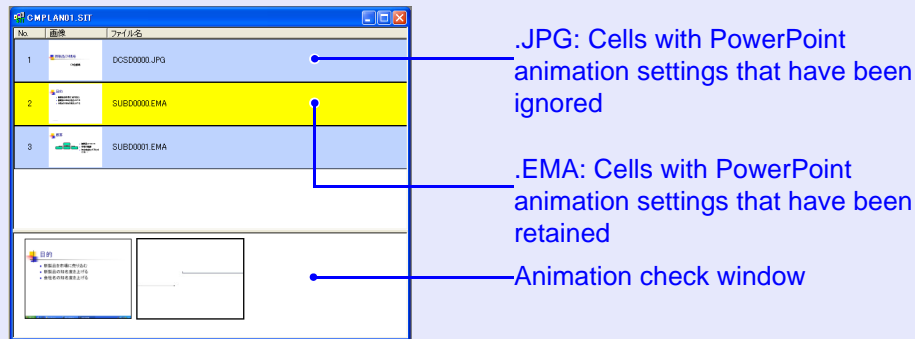 CMPLAN01.SIT
No. 画像 ファイル名
1 DCSD0000.JPG
2 SUBD0000.EMA
3 SUBD0001.EMA
目的
.JPG: Cells with PowerPoint
animation settings that have been
ignored
.EMA: Cells with PowerPoint
animation settings that have been
retained
Animation check window